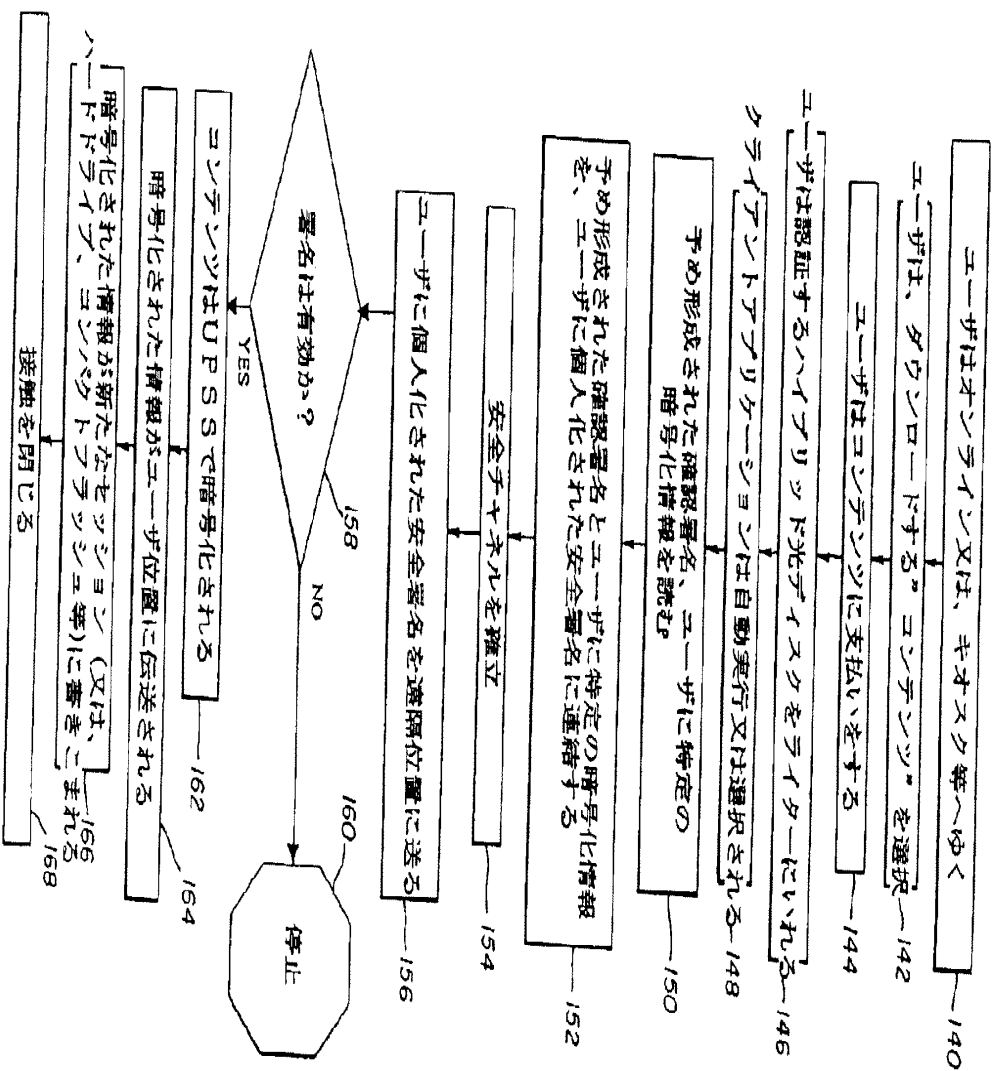 ユーザはオンライン又は、キオスク等へゆく
140
ユーザは、ダウンロードする” コンテンツ” を選択
142
ユーザはコンテンツに支払いをする
144
ユーザは認証するハイブリッド光ディスクをライターにいれる
146
クライアントアプリケーションは自動実行又は選択される
148
予め形成された確認署名、ユーザに特定の
暗号化情報を読む
150
予め形成された確認署名とユーザに特定の暗号化情報
を、ユーザに個人化された安全署名に連結する
152
安全チャネルを確立
154
ユーザに個人化された安全署名を遠隔位置に送る
156
署名は有効か?
158
NO
停止
160
YES
コンテンツはUPSSで暗号化される
162
暗号化された情報がユーザ位置に伝送される
164
暗号化された情報が新たなセッション (又は、
ハードドライブ、コンパクトフラッシュ等)に書きこまれる
166
接触を閉じる
168